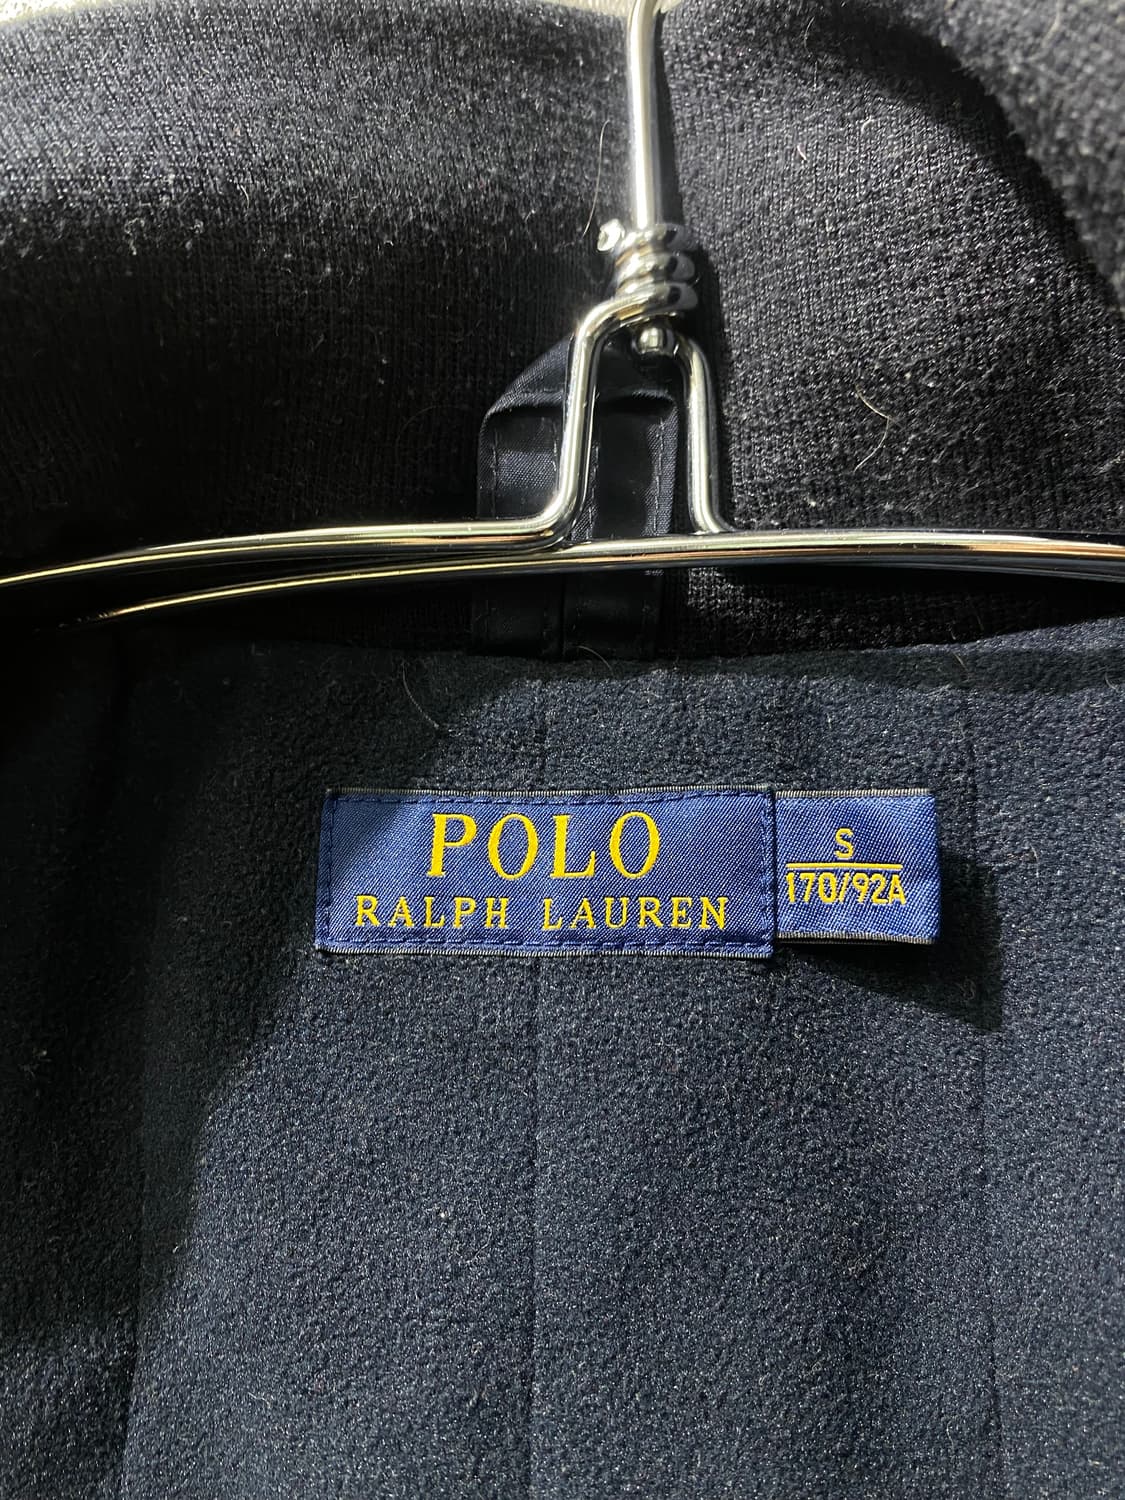 POLO
RALPH LAUREN
S
170/92A